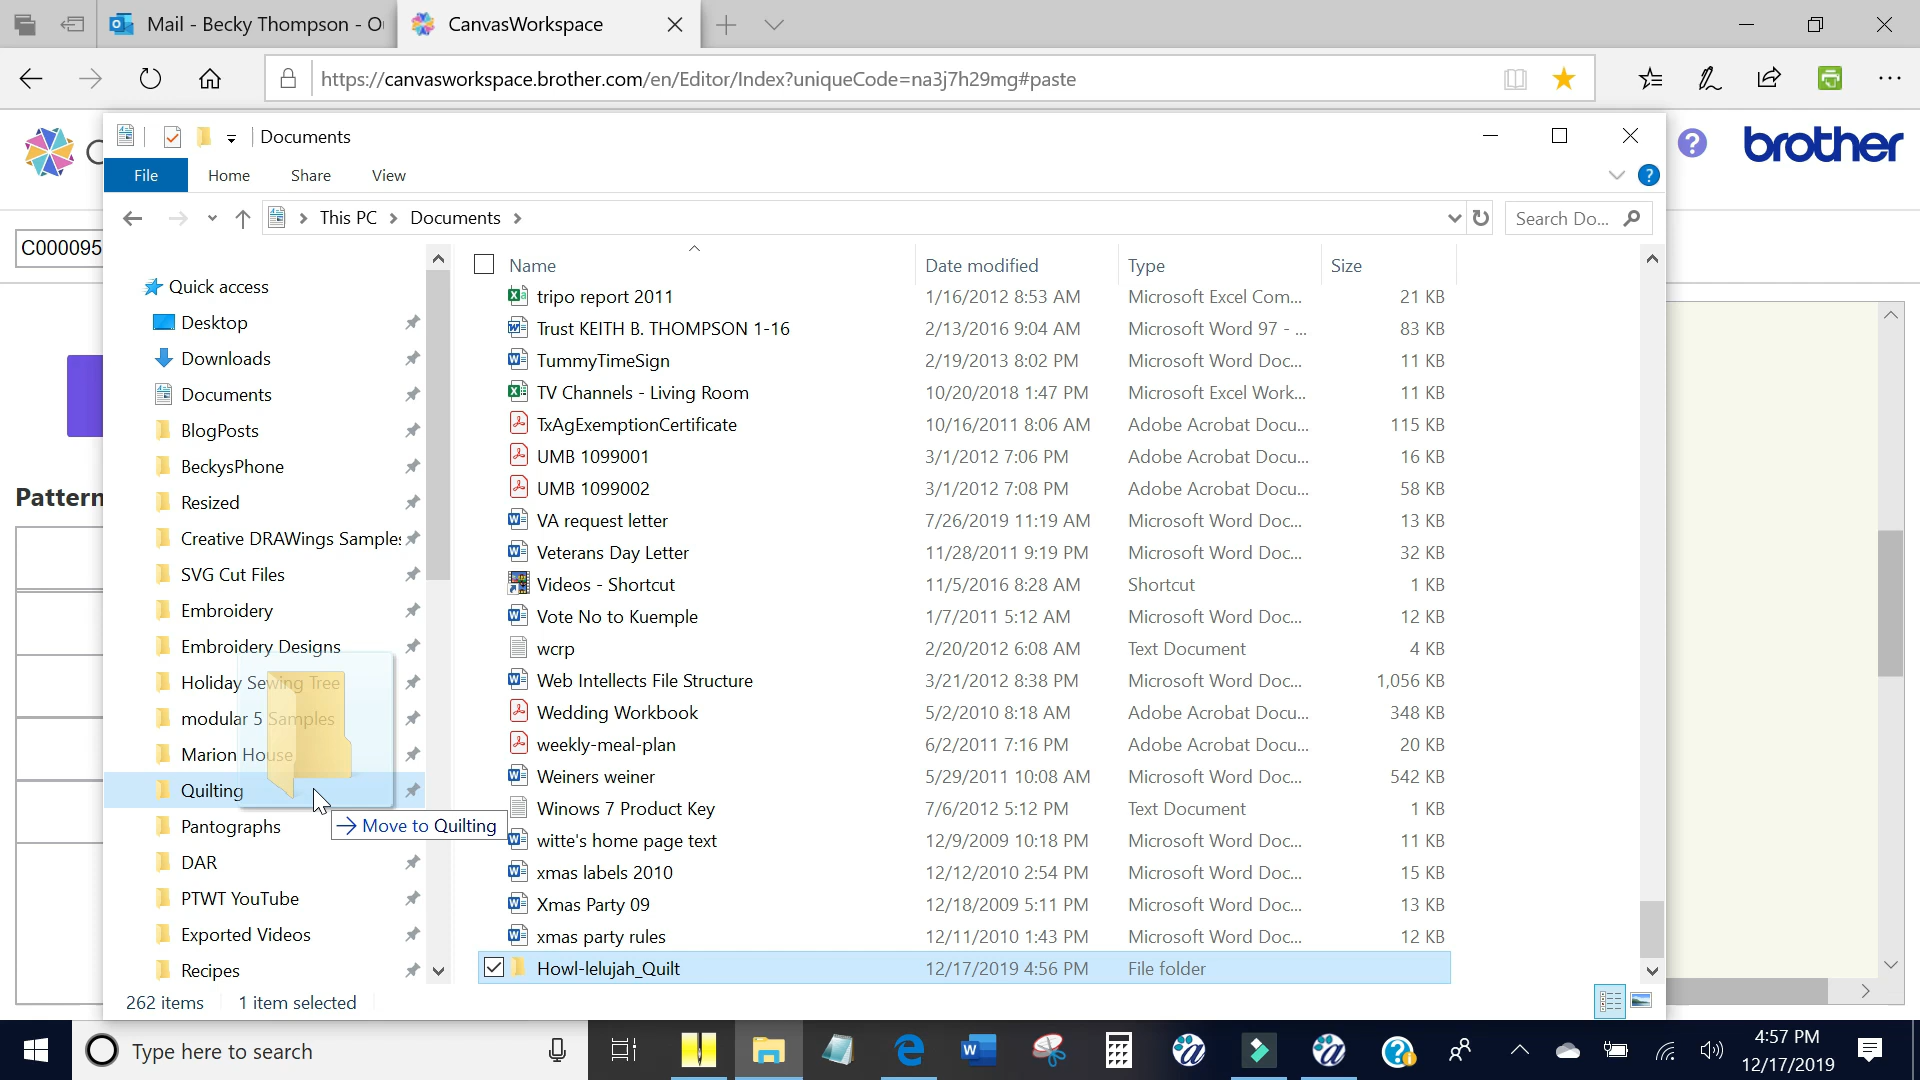 Mail - Becky Thompson - Ou
CanvasWorkspace
https://canvasworkspace.brother.com/en/Editor/Index?uniqueCode=na3j7h29mg#paste
Documents
brother
File Home Share View
This PC Documents
Search Do...
C000095
Name Date modified Type Size
Quick access
Desktop
Downloads
Documents
BlogPosts
BeckysPhone
Resized
Creative DRAWings Samples
SVG Cut Files
Embroidery
Embroidery Designs
Holiday Sewing Tree
modular 5 Samples
Marion House
Quilting
Move to Quilting
Pantographs
DAR
PTWT YouTube
Exported Videos
Recipes
Pattern
tripo report 2011 1/16/2012 8:53 AM Microsoft Excel Com... 21 KB
Trust KEITH B. THOMPSON 1-16 2/13/2016 9:04 AM Microsoft Word 97 - ... 83 KB
TummyTimeSign 2/19/2013 8:02 PM Microsoft Word Doc... 11 KB
TV Channels - Living Room 10/20/2018 1:47 PM Microsoft Excel Work... 11 KB
TxAgExemptionCertificate 10/16/2011 8:06 AM Adobe Acrobat Docu... 115 KB
UMB 1099001 3/1/2012 7:06 PM Adobe Acrobat Docu... 16 KB
UMB 1099002 3/1/2012 7:08 PM Adobe Acrobat Docu... 58 KB
VA request letter 7/26/2019 11:19 AM Microsoft Word Doc... 13 KB
Veterans Day Letter 11/28/2011 9:19 PM Microsoft Word Doc... 32 KB
Videos - Shortcut 11/5/2016 8:28 AM Shortcut 1 KB
Vote No to Kuemple 1/7/2011 5:12 AM Microsoft Word Doc... 12 KB
wcrp 2/20/2012 6:08 AM Text Document 4 KB
Web Intellects File Structure 3/21/2012 8:38 PM Microsoft Word Doc... 1,056 KB
Wedding Workbook 5/2/2010 8:18 AM Adobe Acrobat Docu... 348 KB
weekly-meal-plan 6/2/2011 7:16 PM Adobe Acrobat Docu... 20 KB
Weiners weiner 5/29/2011 10:08 AM Microsoft Word Doc... 542 KB
Winows 7 Product Key 7/6/2012 5:12 PM Text Document 1 KB
witte's home page text 12/9/2009 10:18 PM Microsoft Word Doc... 11 KB
xmas labels 2010 12/12/2010 2:54 PM Microsoft Word Doc... 15 KB
Xmas Party 09 12/18/2009 5:11 PM Microsoft Word Doc... 13 KB
xmas party rules 12/11/2010 1:43 PM Microsoft Word Doc... 12 KB
Howl-lelujah_Quilt 12/17/2019 4:56 PM File folder
262 items 1 item selected
Type here to search
4:57 PM
12/17/2019